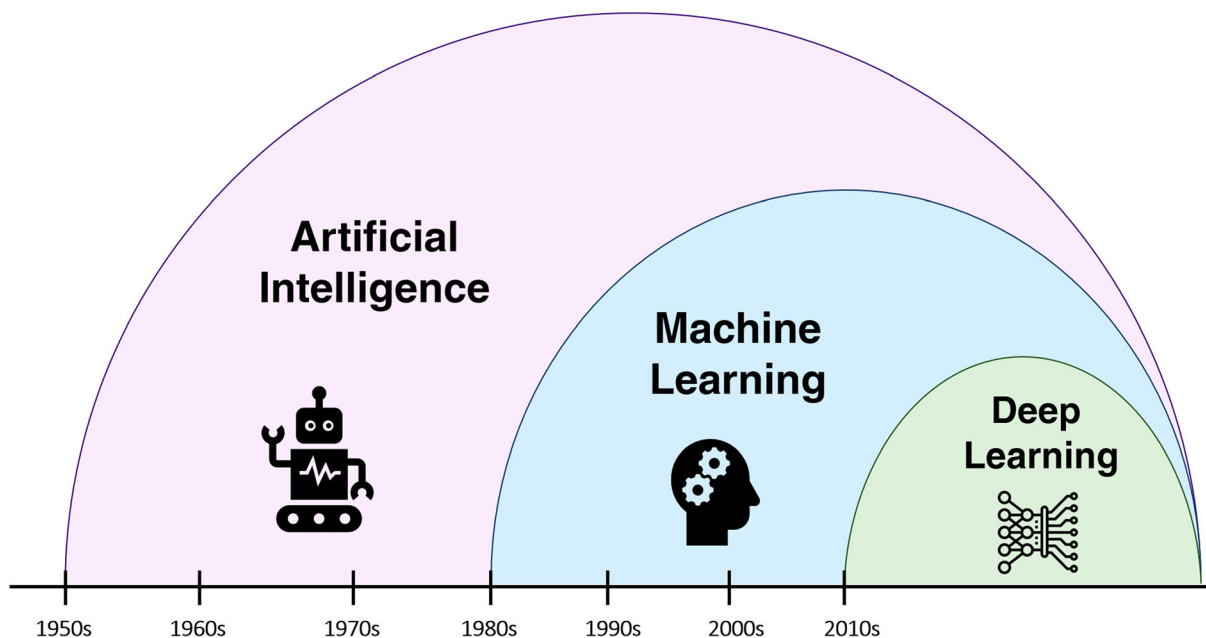 Artificial
Intelligence
Machine
Learning
Deep
Learning
1950s 1960s 1970s 1980s 1990s 2000s 2010s